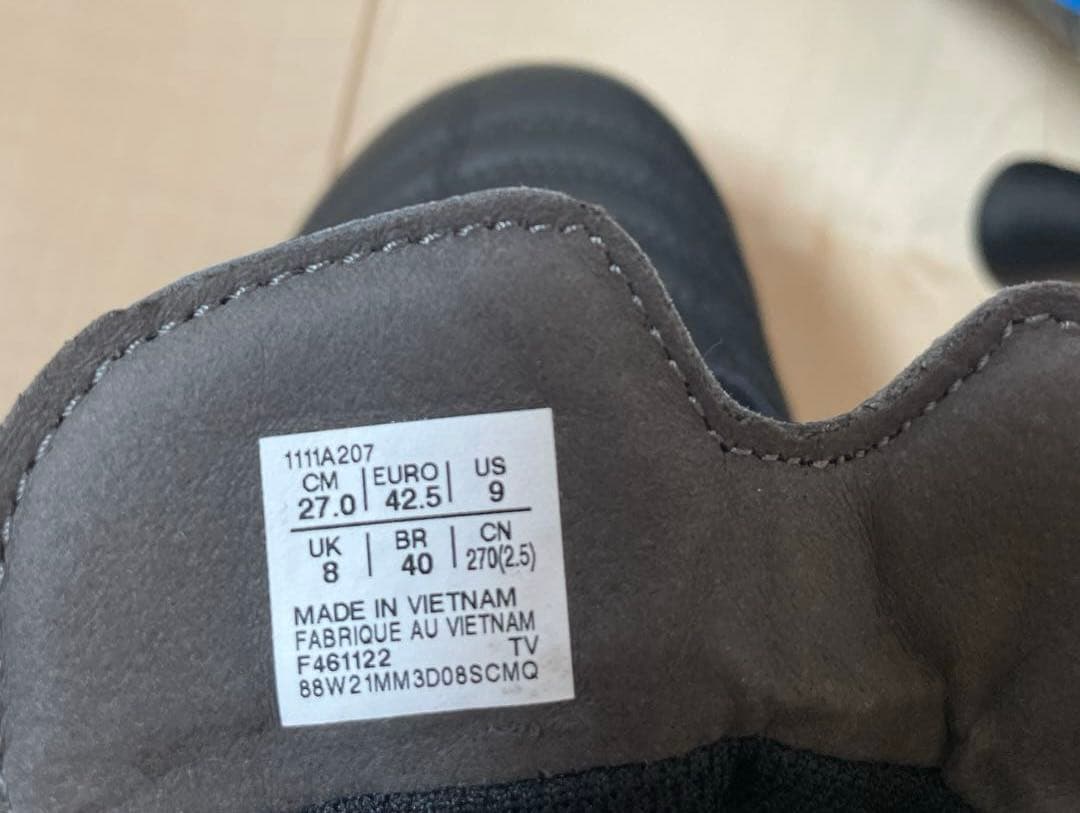 1111A207
CM | EURO | US
27.0 | 42.5 | 9
UK | BR | CN
8 | 40 | 270(2.5)
MADE IN VIETNAM
FABRIQUE AU VIETNAM
F461122 TV
88W21MM3D08SCMQ